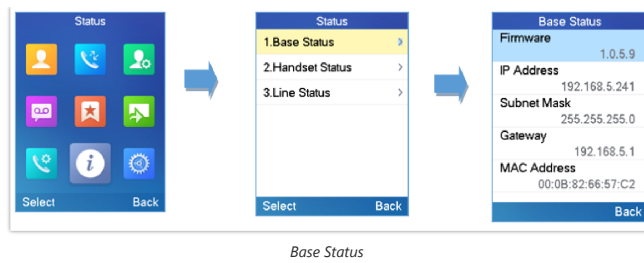 Status
Select
Back
Status
1.Base Status
2.Handset Status
3.Line Status
Select
Back
Base Status
Firmware
1.0.5.9
IP Address
192.168.5.241
Subnet Mask
255.255.255.0
Gateway
192.168.5.1
MAC Address
00:0B:82:66:57:C2
Back
Base Status